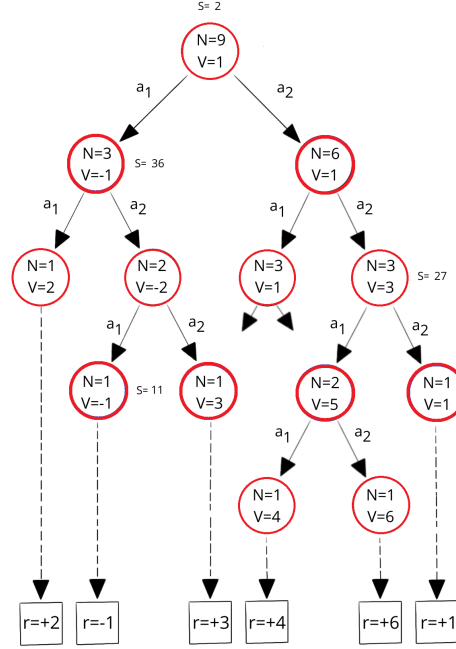 S= 2
N=9
V=1
a1
a2
N=3
V=-1
S= 36
N=6
V=1
a1
a2
a1
a2
N=1
V=2
N=2
V=-2
N=3
V=1
N=3
V=3
S= 27
a1
a2
a1
a2
N=1
V=-1
S= 11
N=1
V=3
N=2
V=5
N=1
V=1
a1
a2
N=1
V=4
N=1
V=6
r=+2
r=-1
r=+3
r=+4
r=+6
r=+1